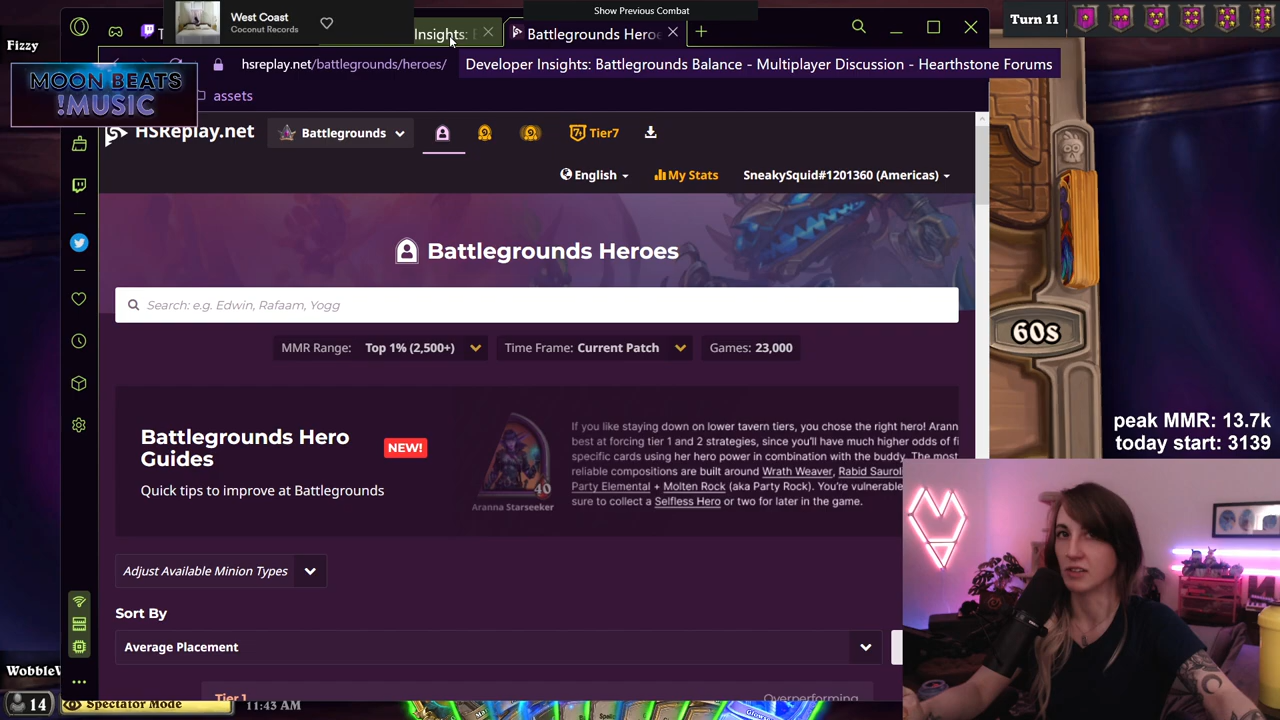 Show Previous Combat
Turn 11
Fizzy
West Coast
Coconut Records
Insights:
Battlegrounds Heroe
MOON BEATS
!MUSIC
hsreplay.net/battlegrounds/heroes/
Developer Insights: Battlegrounds Balance - Multiplayer Discussion - Hearthstone Forums
assets
HSReplay.net
Battlegrounds
Tier7
English
My Stats
SneakySquid#1201360 (Americas)
Battlegrounds Heroes
Search: e.g. Edwin, Rafaam, Yogg
MMR Range: Top 1% (2,500+)
Time Frame: Current Patch
Games: 23,000
60s
peak MMR: 13.7k
today start: 3139
Battlegrounds Hero
Guides
NEW!
Quick tips to improve at Battlegrounds
40
Aranna Starseeker
If you like staying down on lower tavern tiers, you chose the right hero! Arann
best at forcing tier 1 and 2 strategies, since you'll have much higher odds of fi
specific cards using her hero power in combination with the buddy. The most
reliable compositions are built around Wrath Weaver, Rabid Saurol
Party Elemental + Molten Rock (aka Party Rock). You're vulnerable
sure to collect a Selfless Hero or two for later in the game.
Adjust Available Minion Types
Sort By
Average Placement
Tier 1
Overperforming
WobbleW
14
Spectator Mode
11:43 AM